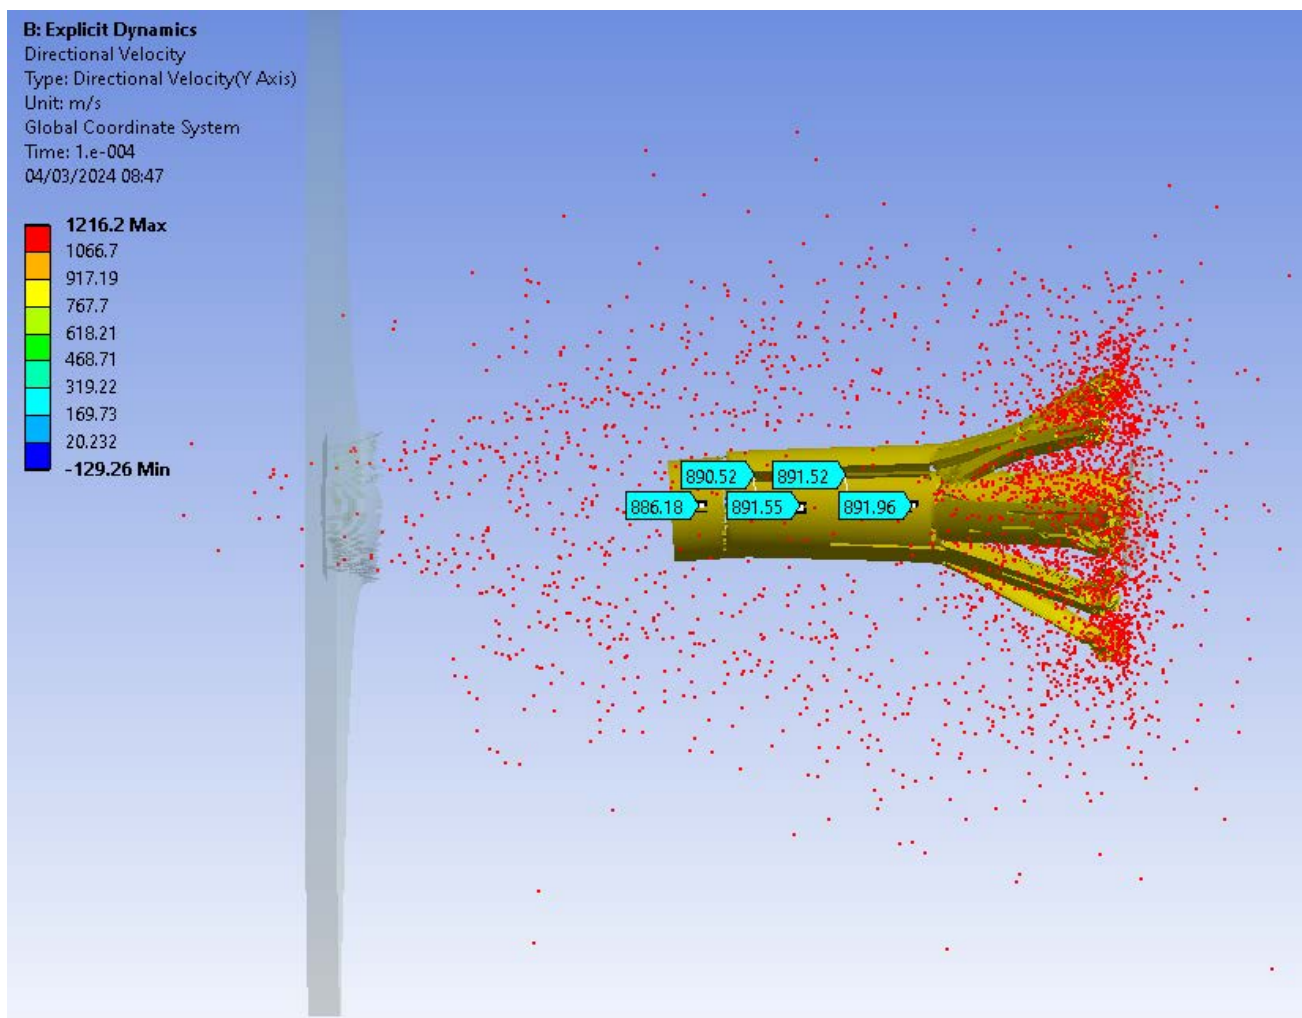 B: Explicit Dynamics
Directional Velocity
Type: Directional Velocity(Y Axis)
Unit: m/s
Global Coordinate System
Time: 1.e-004
04/03/2024 08:47
1216.2 Max
1066.7
917.19
767.7
618.21
468.71
319.22
169.73
20.232
-129.26 Min
890.52 891.52
886.18 891.55 891.96